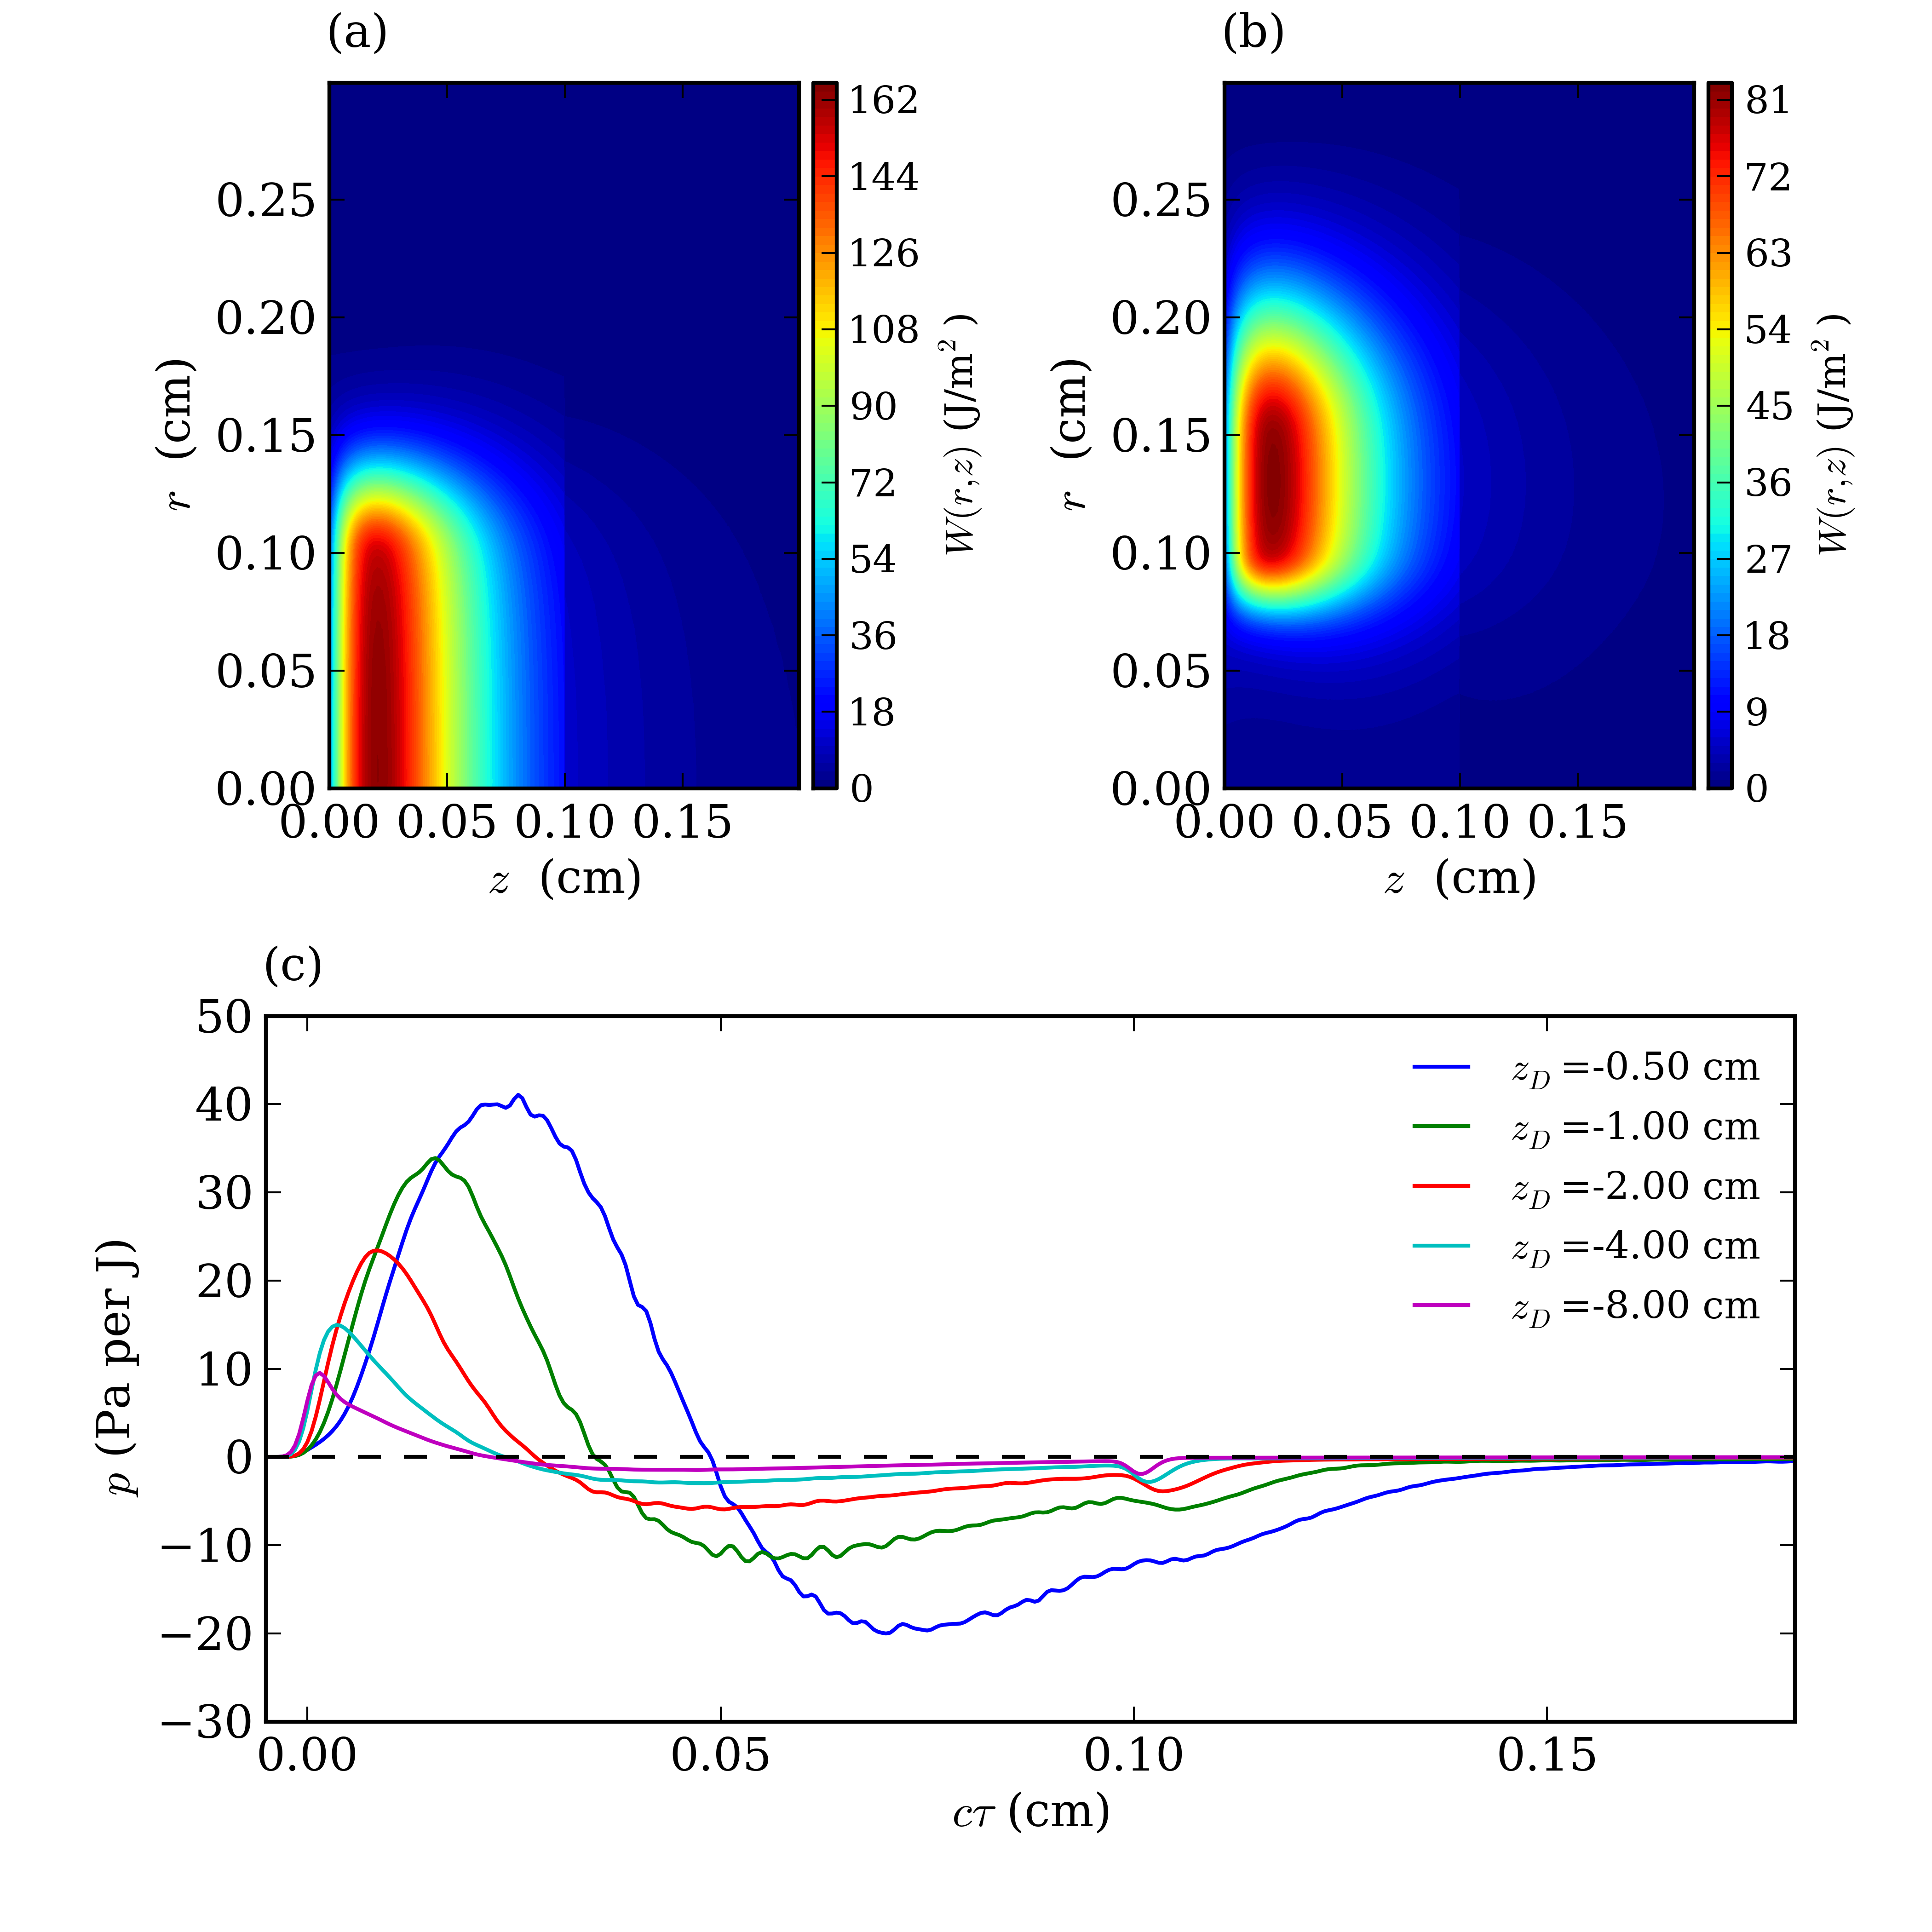 (a)
(b)
0.25
0.20
0.15
0.10
0.05
0.00
r (cm)
0.00 0.05 0.10 0.15
z (cm)
162
144
126
108
90
72
54
36
18
0
W(r,z) (J/m²)
0.25
0.20
0.15
0.10
0.05
0.00
r (cm)
0.00 0.05 0.10 0.15
z (cm)
81
72
63
54
45
36
27
18
9
0
W(r,z) (J/m²)
(c)
50
40
30
20
10
0
−10
−20
−30
p (Pa per J)
z_D =-0.50 cm
z_D =-1.00 cm
z_D =-2.00 cm
z_D =-4.00 cm
z_D =-8.00 cm
0.00 0.05 0.10 0.15
cτ (cm)